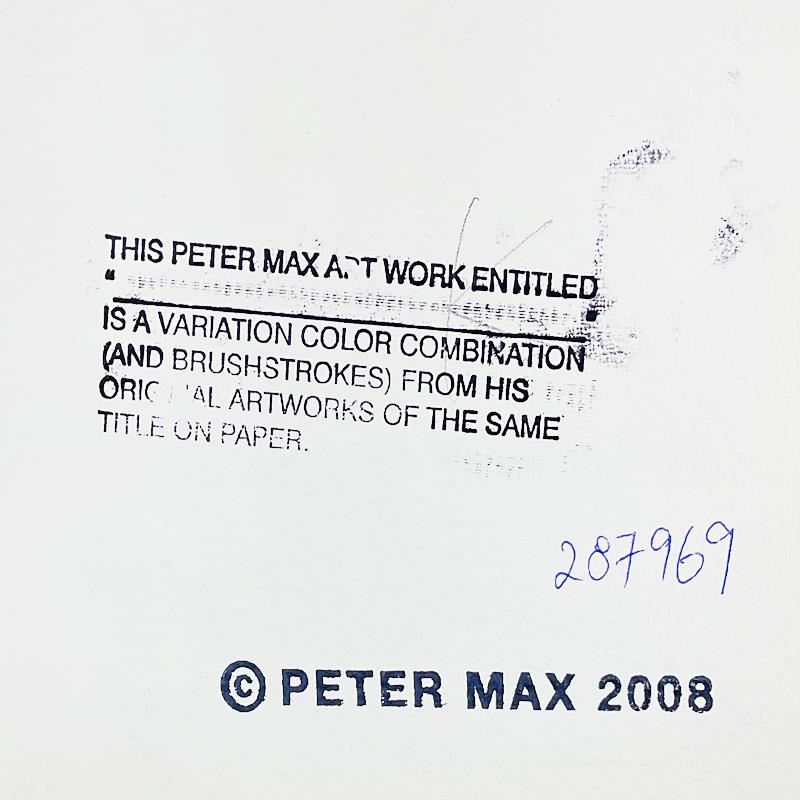 THIS PETER MAX ART WORK ENTITLED
“ ”
IS A VARIATION COLOR COMBINATION
(AND BRUSHSTROKES) FROM HIS
ORIGINAL ARTWORKS OF THE SAME
TITLE ON PAPER.
287969
© PETER MAX 2008